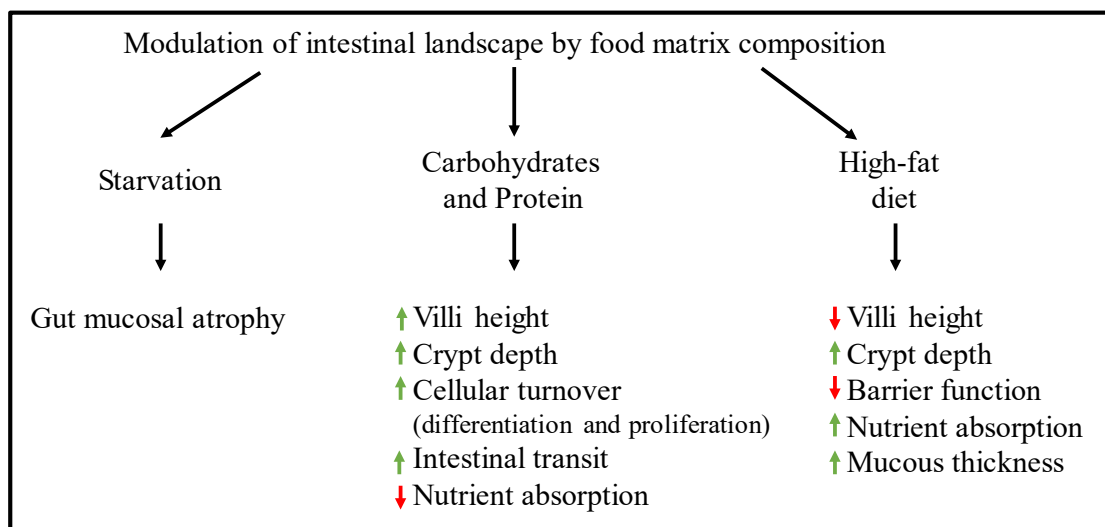 Modulation of intestinal landscape by food matrix composition
Starvation
Gut mucosal atrophy
Carbohydrates
and Protein
Villi height
Crypt depth
Cellular turnover
(differentiation and proliferation)
Intestinal transit
Nutrient absorption
High-fat
diet
Villi height
Crypt depth
Barrier function
Nutrient absorption
Mucous thickness